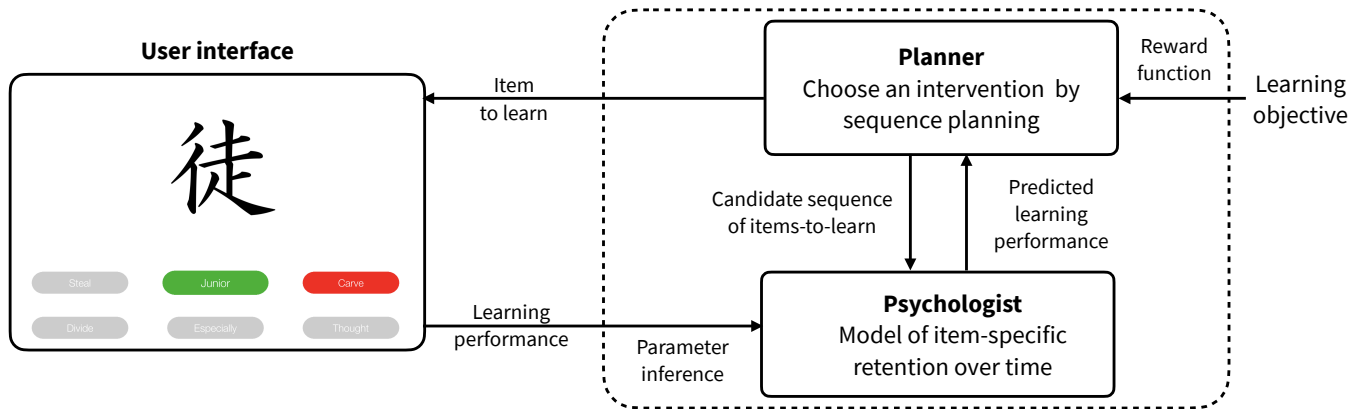 User interface
徒
Steal
Junior
Carve
Divide
Especially
Thought
Item
to learn
Learning
performance
Parameter
inference
Planner
Choose an intervention by
sequence planning
Reward
function
Learning
objective
Candidate sequence
of items-to-learn
Predicted
learning
performance
Psychologist
Model of item-specific
retention over time